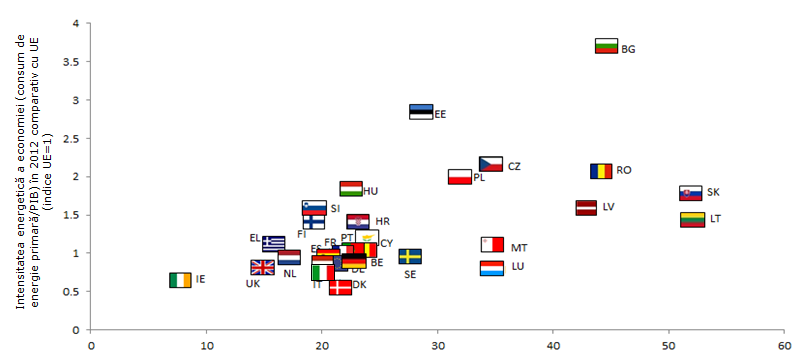 Intensitatea energetică a economiei (consum de
energie primară/PIB) în 2012 comparativ cu UE
(indice UE=1)
4
3.5
3
2.5
2
1.5
1
0.5
0
BG
EE
CZ
RO
PL
HU
SK
SI
LV
LT
FI
HR
EL
FR
PT
CY
MT
ES
NL
DE
BE
SE
LU
IE
UK
IT
DK
0 10 20 30 40 50 60